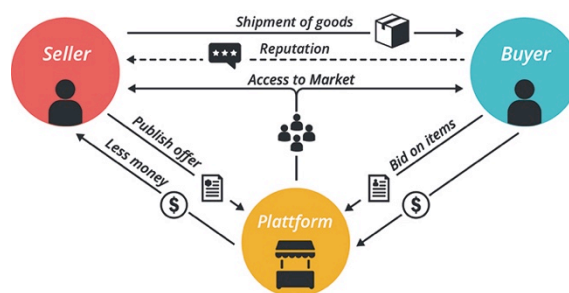 Shipment of goods
Seller
Reputation
Buyer
Access to Market
Publish offer
Less money
Bid on items
$
$
Plattform